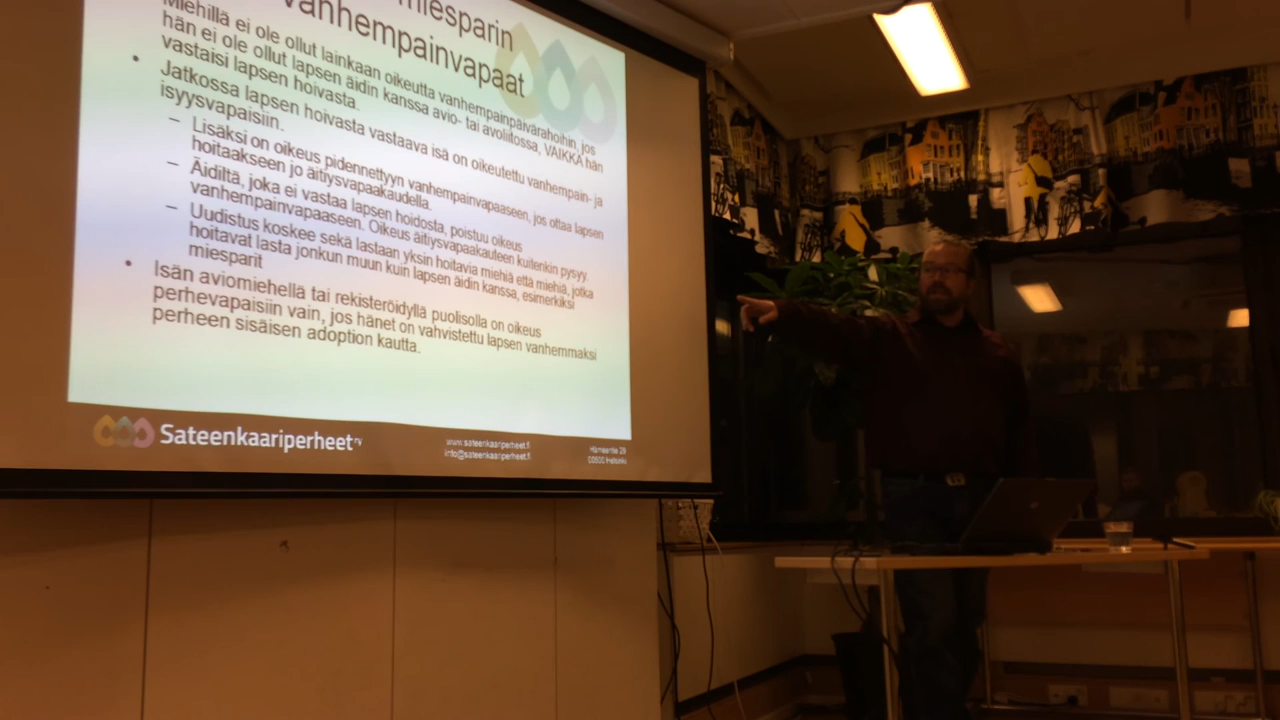 miesparin
vanhempainvapaat
Miehillä ei ole ollut lainkaan oikeutta vanhempainpäivärahoihin, jos
hän ei ole ollut lapsen äidin kanssa avio- tai avoliitossa, VAIKKA hän
vastaisi lapsen hoivasta.
• Jatkossa lapsen hoivasta vastaava isä on oikeutettu vanhempain- ja
isyysvapaisiin.
– Lisäksi on oikeus pidennettyyn vanhempainvapaaseen, jos ottaa lapsen
hoitaakseen jo äitiysvapaakaudella.
– Äidiltä, joka ei vastaa lapsen hoidosta, poistuu oikeus
vanhempainvapaaseen. Oikeus äitiysvapaakauteen kuitenkin pysyy.
– Uudistus koskee sekä lastaan yksin hoitavia miehiä että miehiä, jotka
hoitavat lasta jonkun muun kuin lapsen äidin kanssa, esimerkiksi
miesparit
• Isän aviomiehellä tai rekisteröidyllä puolisolla on oikeus
perhevapaisiin vain, jos hänet on vahvistettu lapsen vanhemmaksi
perheen sisäisen adoption kautta.
Sateenkaariperheet ry
www.sateenkaariperheet.fi
info@sateenkaariperheet.fi
Hämeentie 29
00500 Helsinki